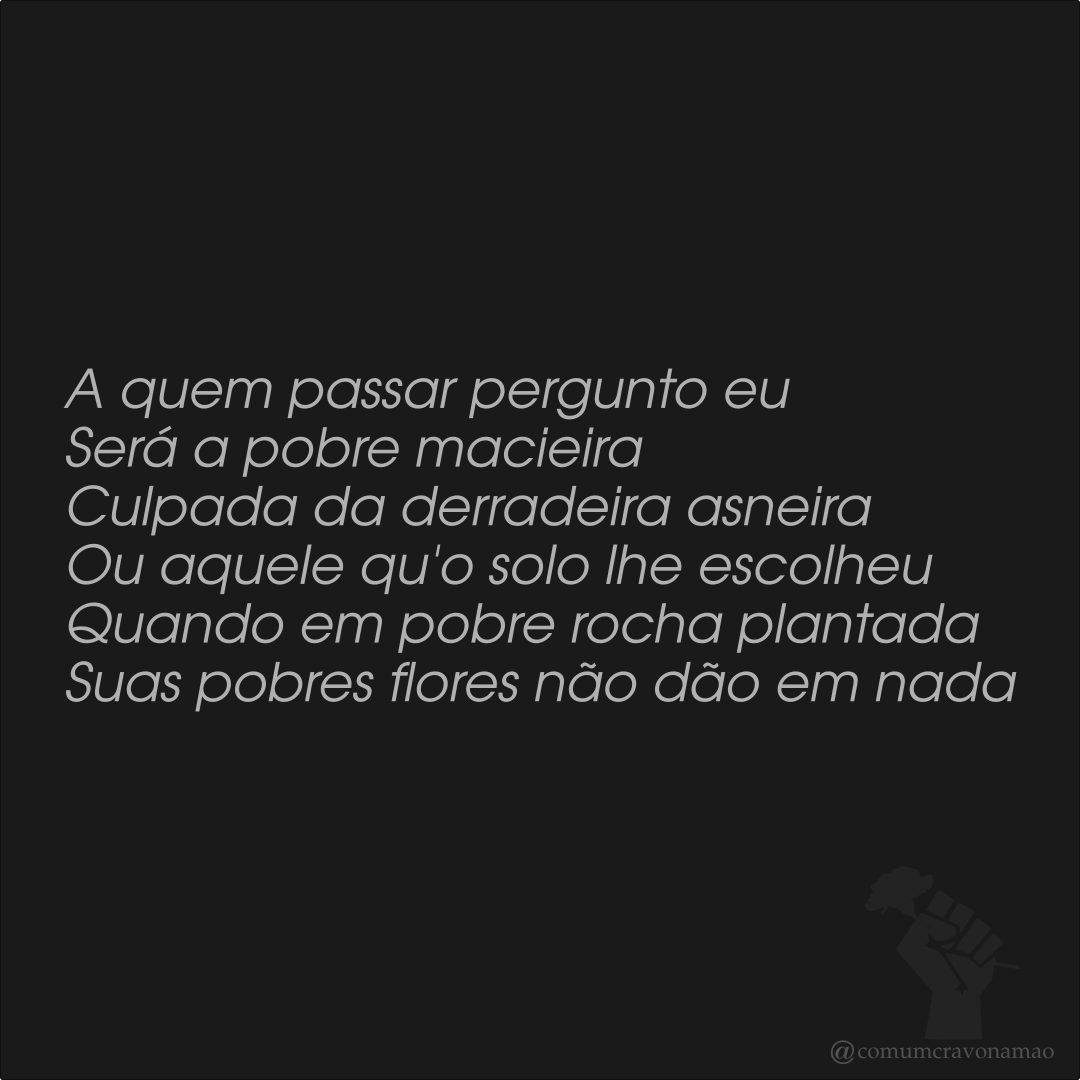 A quem passar pergunto eu
Será a pobre macieira
Culpada da derradeira asneira
Ou aquele qu'o solo lhe escolheu
Quando em pobre rocha plantada
Suas pobres flores não dão em nada
@comumcravonamao